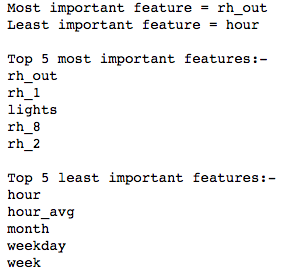 Most important feature = rh_out
Least important feature = hour
Top 5 most important features:-
rh_out
rh_1
lights
rh_8
rh_2
Top 5 least important features:-
hour
hour_avg
month
weekday
week